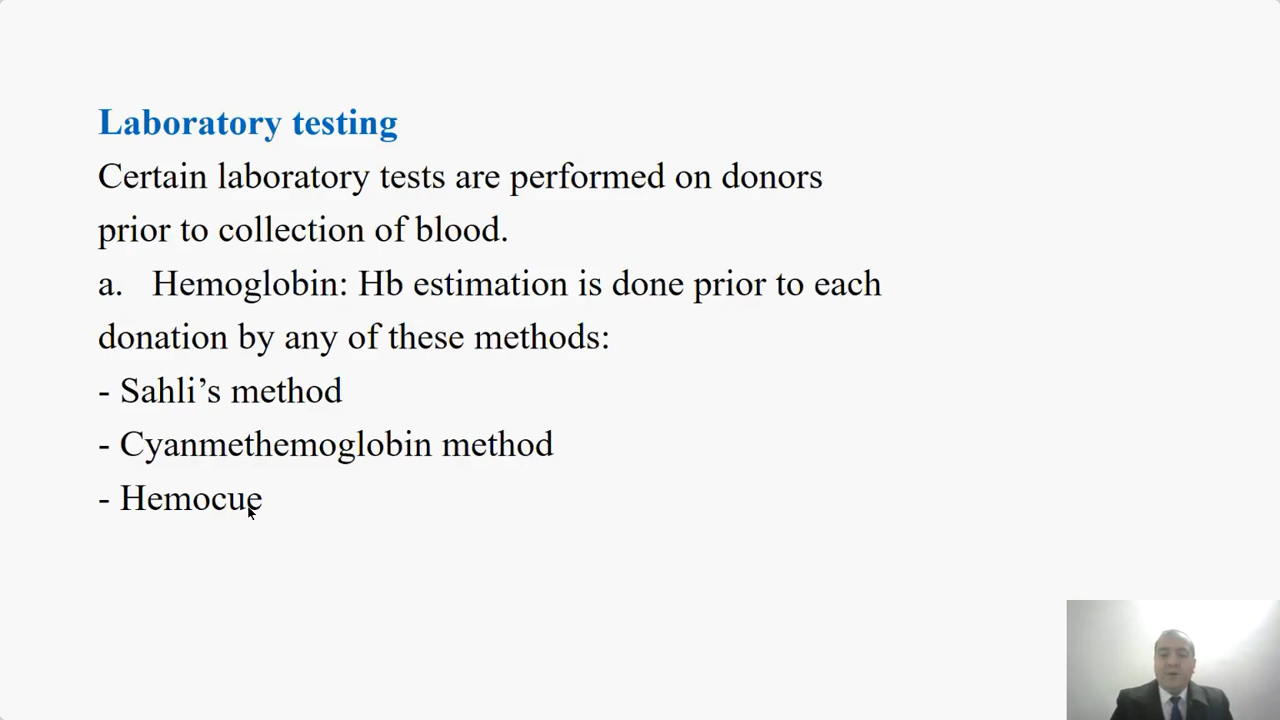 Laboratory testing
Certain laboratory tests are performed on donors
prior to collection of blood.
a. Hemoglobin: Hb estimation is done prior to each
donation by any of these methods:
- Sahli’s method
- Cyanmethemoglobin method
- Hemocue